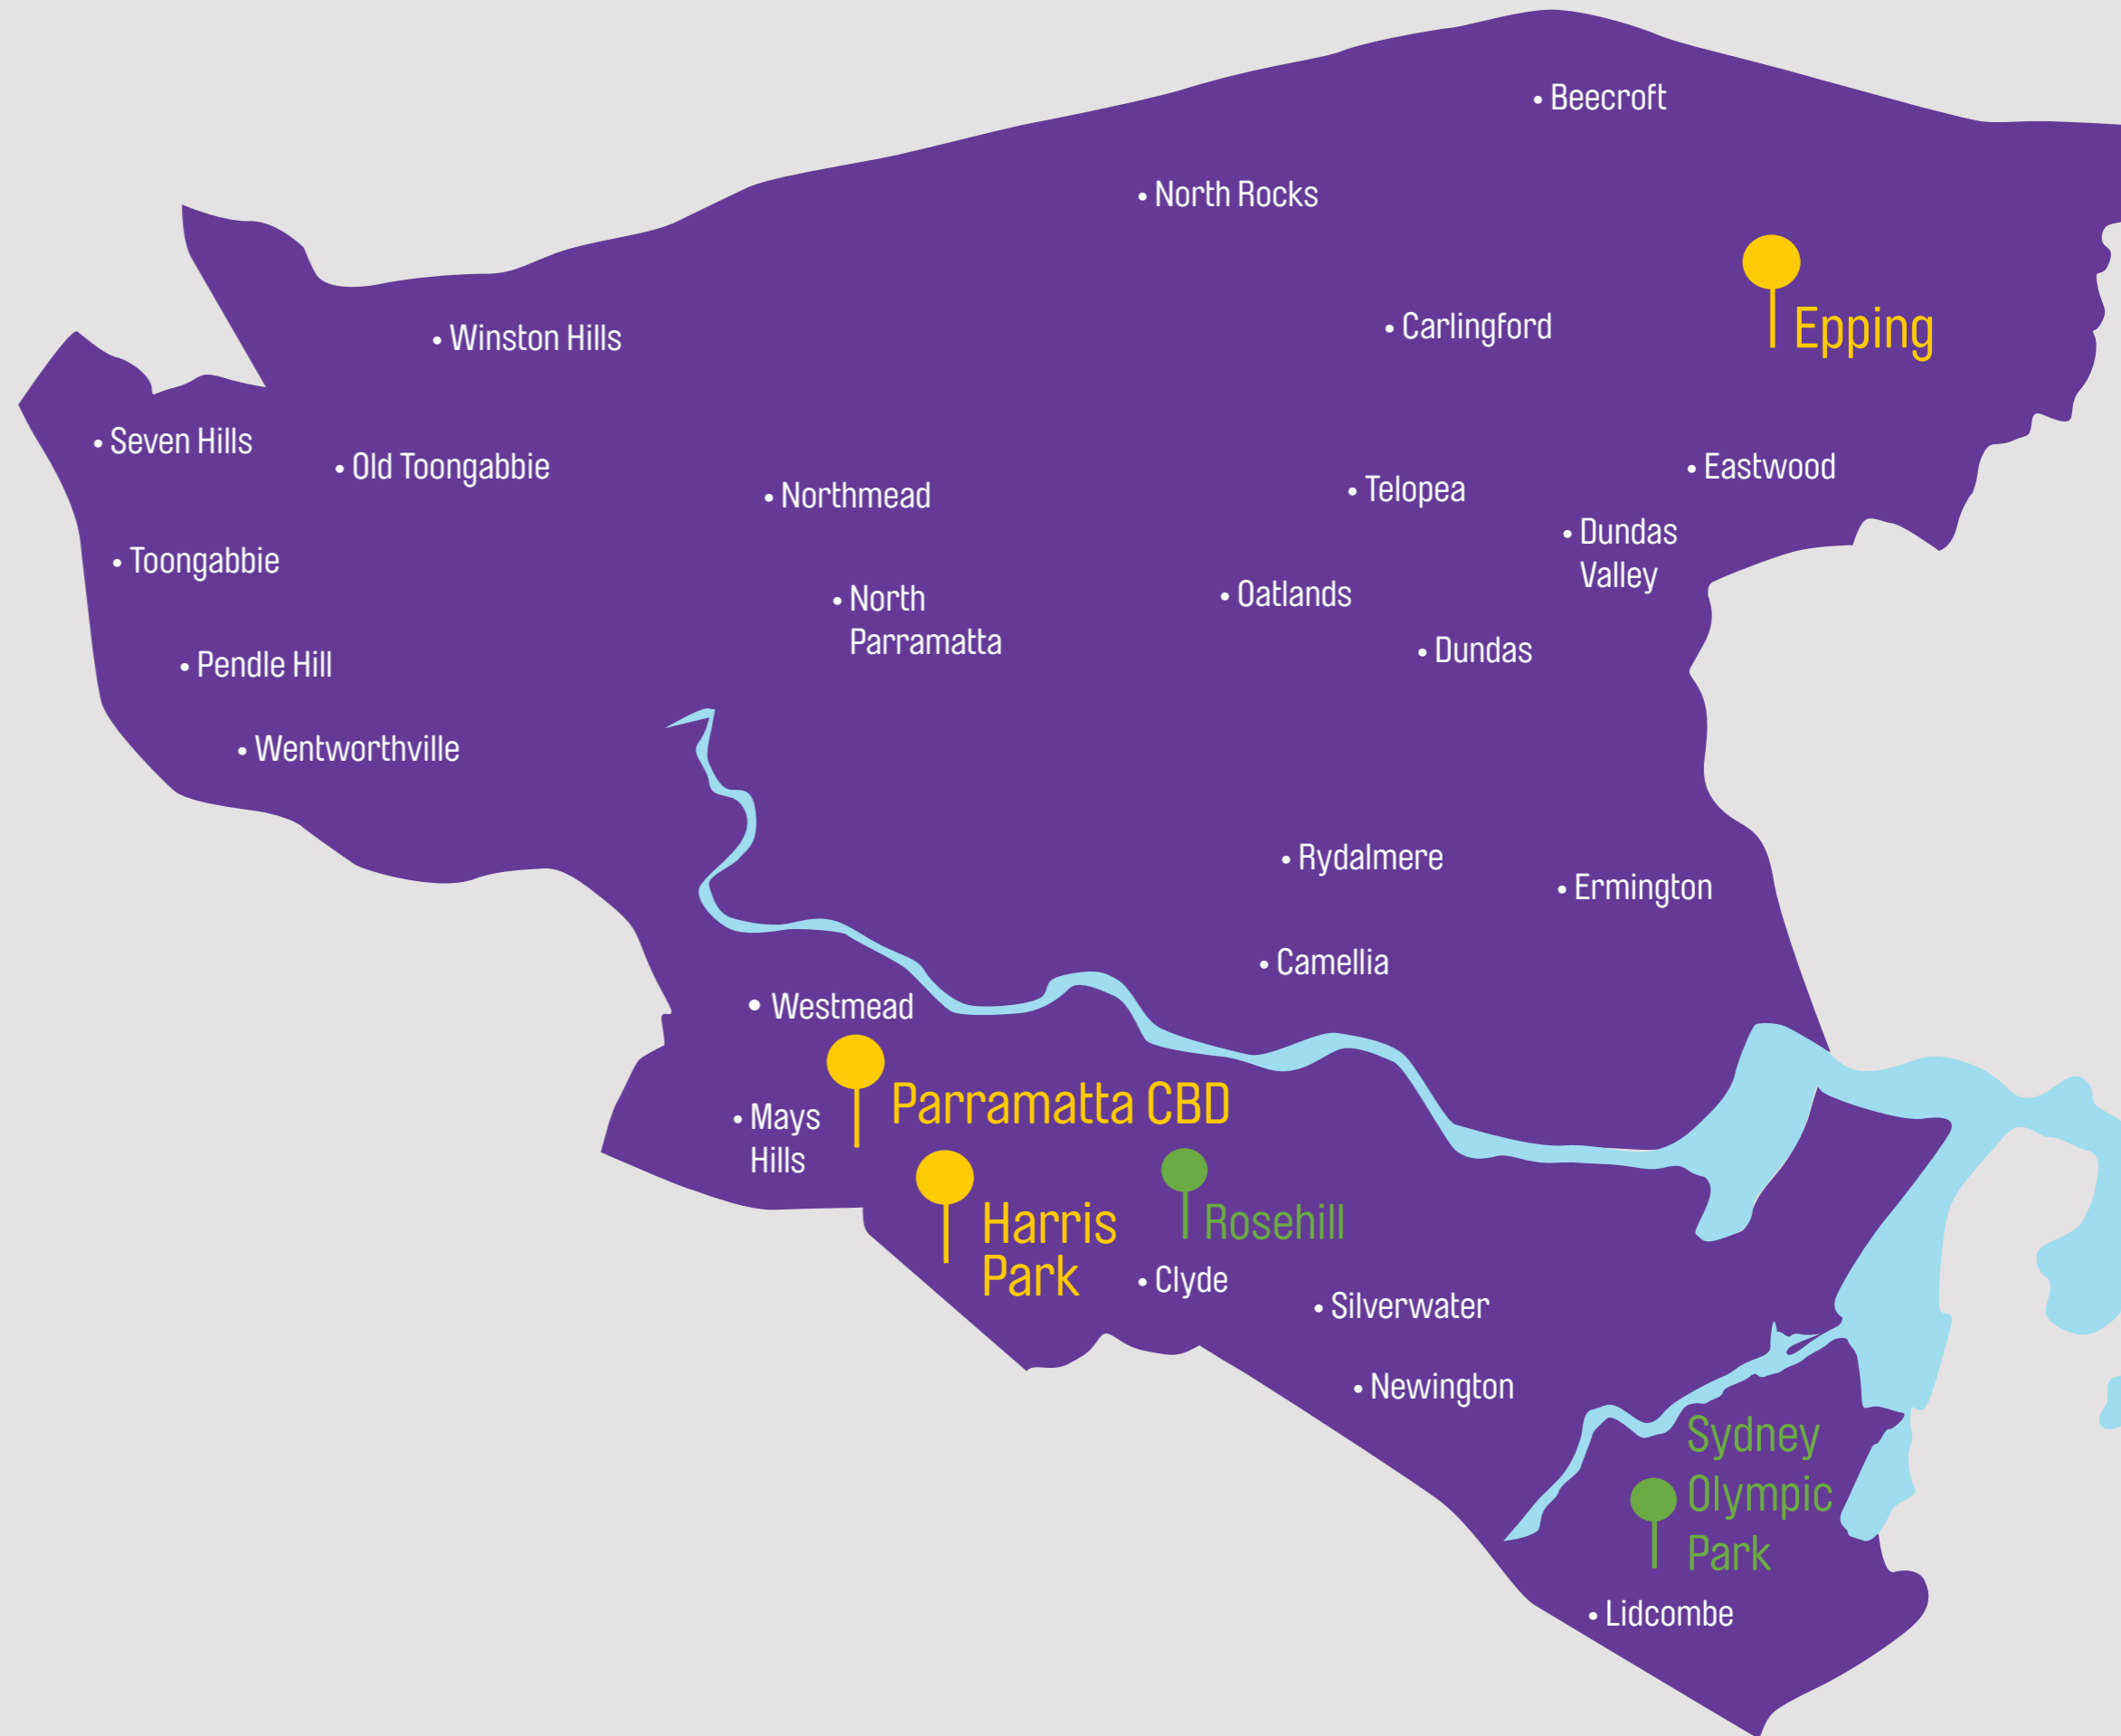 • Beecroft
• North Rocks
Epping
• Carlingford
• Winston Hills
• Seven Hills
• Old Toongabbie
• Eastwood
• Telopea
• Northmead
• Dundas
Valley
• Toongabbie
• Oatlands
• North
Parramatta
• Dundas
• Pendle Hill
• Wentworthville
• Rydalmere
• Ermington
• Camellia
• Westmead
Parramatta CBD
• Mays
Hills
Harris
Park
Rosehill
• Clyde
• Silverwater
• Newington
Sydney
Olympic
Park
• Lidcombe